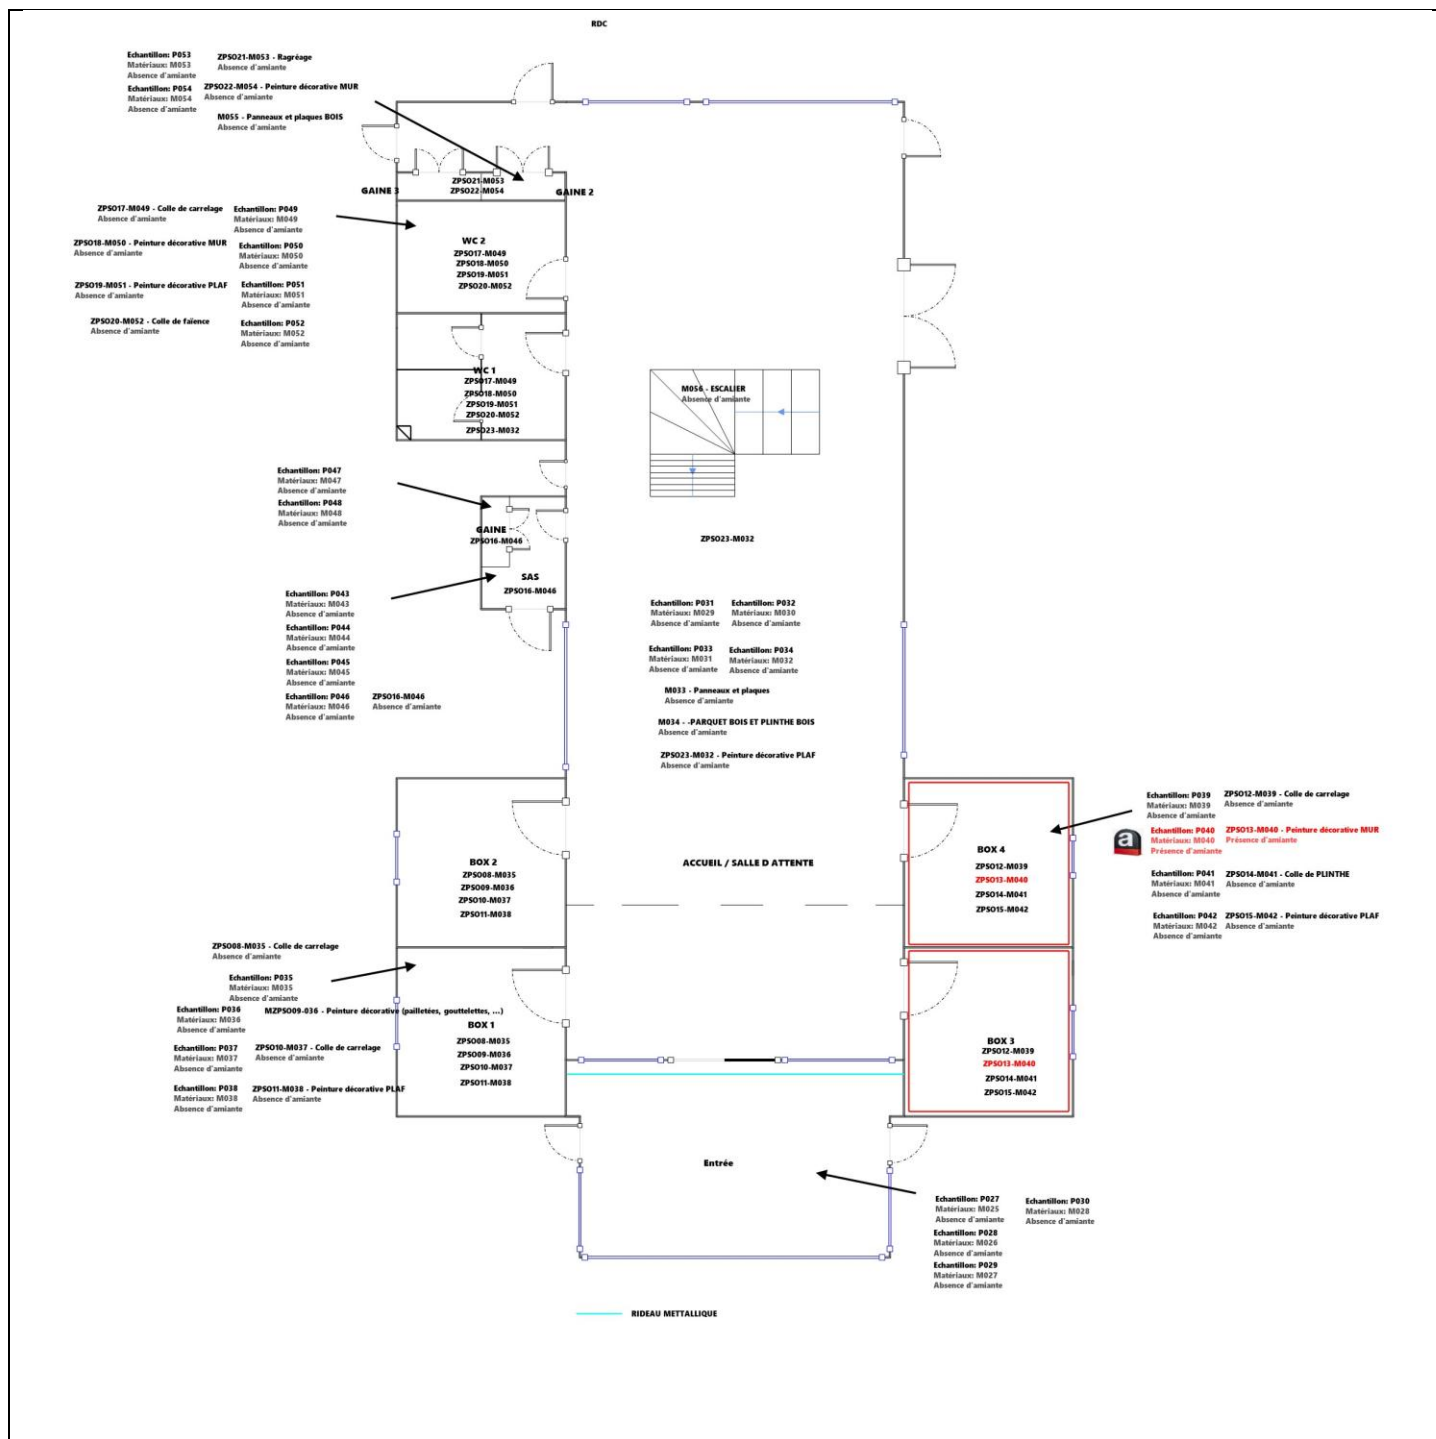 RDC
Echantillon: P053
Matériaux: M053
Absence d'amiante
ZPSO21-M053 - Ragréage
Absence d'amiante
Echantillon: P054
Matériaux: M054
Absence d'amiante
ZPSO22-M054 - Peinture décorative MUR
Absence d'amiante
M055 - Panneaux et plaques BOIS
Absence d'amiante
GAINE 3
ZPSO21-M053
ZPSO22-M054
GAINE 2
ZPSO17-M049 - Colle de carrelage
Absence d'amiante
Echantillon: P049
Matériaux: M049
Absence d'amiante
ZPSO18-M050 - Peinture décorative MUR
Absence d'amiante
Echantillon: P050
Matériaux: M050
Absence d'amiante
ZPSO19-M051 - Peinture décorative PLAF
Absence d'amiante
Echantillon: P051
Matériaux: M051
Absence d'amiante
ZPSO20-M052 - Colle de faïence
Absence d'amiante
Echantillon: P052
Matériaux: M052
Absence d'amiante
WC 2
ZPSO17-M049
ZPSO18-M050
ZPSO19-M051
ZPSO20-M052
WC 1
ZPSO17-M049
ZPSO18-M050
ZPSO19-M051
ZPSO20-M052
ZPSO23-M032
M056 - ESCALIER
Absence d'amiante
Echantillon: P047
Matériaux: M047
Absence d'amiante
Echantillon: P048
Matériaux: M048
Absence d'amiante
GAINE
ZPSO16-M046
SAS
ZPSO16-M046
ZPSO23-M032
Echantillon: P043
Matériaux: M043
Absence d'amiante
Echantillon: P044
Matériaux: M044
Absence d'amiante
Echantillon: P045
Matériaux: M045
Absence d'amiante
Echantillon: P046
Matériaux: M046
Absence d'amiante
ZPSO16-M046
Absence d'amiante
Echantillon: P031
Matériaux: M029
Absence d'amiante
Echantillon: P032
Matériaux: M030
Absence d'amiante
Echantillon: P033
Matériaux: M031
Absence d'amiante
Echantillon: P034
Matériaux: M032
Absence d'amiante
M033 - Panneaux et plaques
Absence d'amiante
M034 - -PARQUET BOIS ET PLINTHE BOIS
Absence d'amiante
ZPSO23-M032 - Peinture décorative PLAF
Absence d'amiante
BOX 2
ZPSO08-M035
ZPSO09-M036
ZPSO10-M037
ZPSO11-M038
ACCUEIL / SALLE D ATTENTE
BOX 4
ZPSO12-M039
ZPSO13-M040
ZPSO14-M041
ZPSO15-M042
Echantillon: P039
Matériaux: M039
Absence d'amiante
ZPSO12-M039 - Colle de carrelage
Absence d'amiante
a
Echantillon: P040
Matériaux: M040
Présence d'amiante
ZPSO13-M040 - Peinture décorative MUR
Présence d'amiante
Echantillon: P041
Matériaux: M041
Absence d'amiante
ZPSO14-M041 - Colle de PLINTHE
Absence d'amiante
Echantillon: P042
Matériaux: M042
Absence d'amiante
ZPSO15-M042 - Peinture décorative PLAF
Absence d'amiante
ZPSO08-M035 - Colle de carrelage
Absence d'amiante
Echantillon: P035
Matériaux: M035
Absence d'amiante
Echantillon: P036
Matériaux: M036
Absence d'amiante
MZPSO09-036 - Peinture décorative (pailletées, gouttelettes, ...)
Echantillon: P037
Matériaux: M037
Absence d'amiante
ZPSO10-M037 - Colle de carrelage
Absence d'amiante
Echantillon: P038
Matériaux: M038
Absence d'amiante
ZPSO11-M038 - Peinture décorative PLAF
Absence d'amiante
BOX 1
ZPSO08-M035
ZPSO09-M036
ZPSO10-M037
ZPSO11-M038
BOX 3
ZPSO12-M039
ZPSO13-M040
ZPSO14-M041
ZPSO15-M042
Entrée
Echantillon: P027
Matériaux: M025
Absence d'amiante
Echantillon: P030
Matériaux: M028
Absence d'amiante
Echantillon: P028
Matériaux: M026
Absence d'amiante
Echantillon: P029
Matériaux: M027
Absence d'amiante
RIDEAU METTALLIQUE